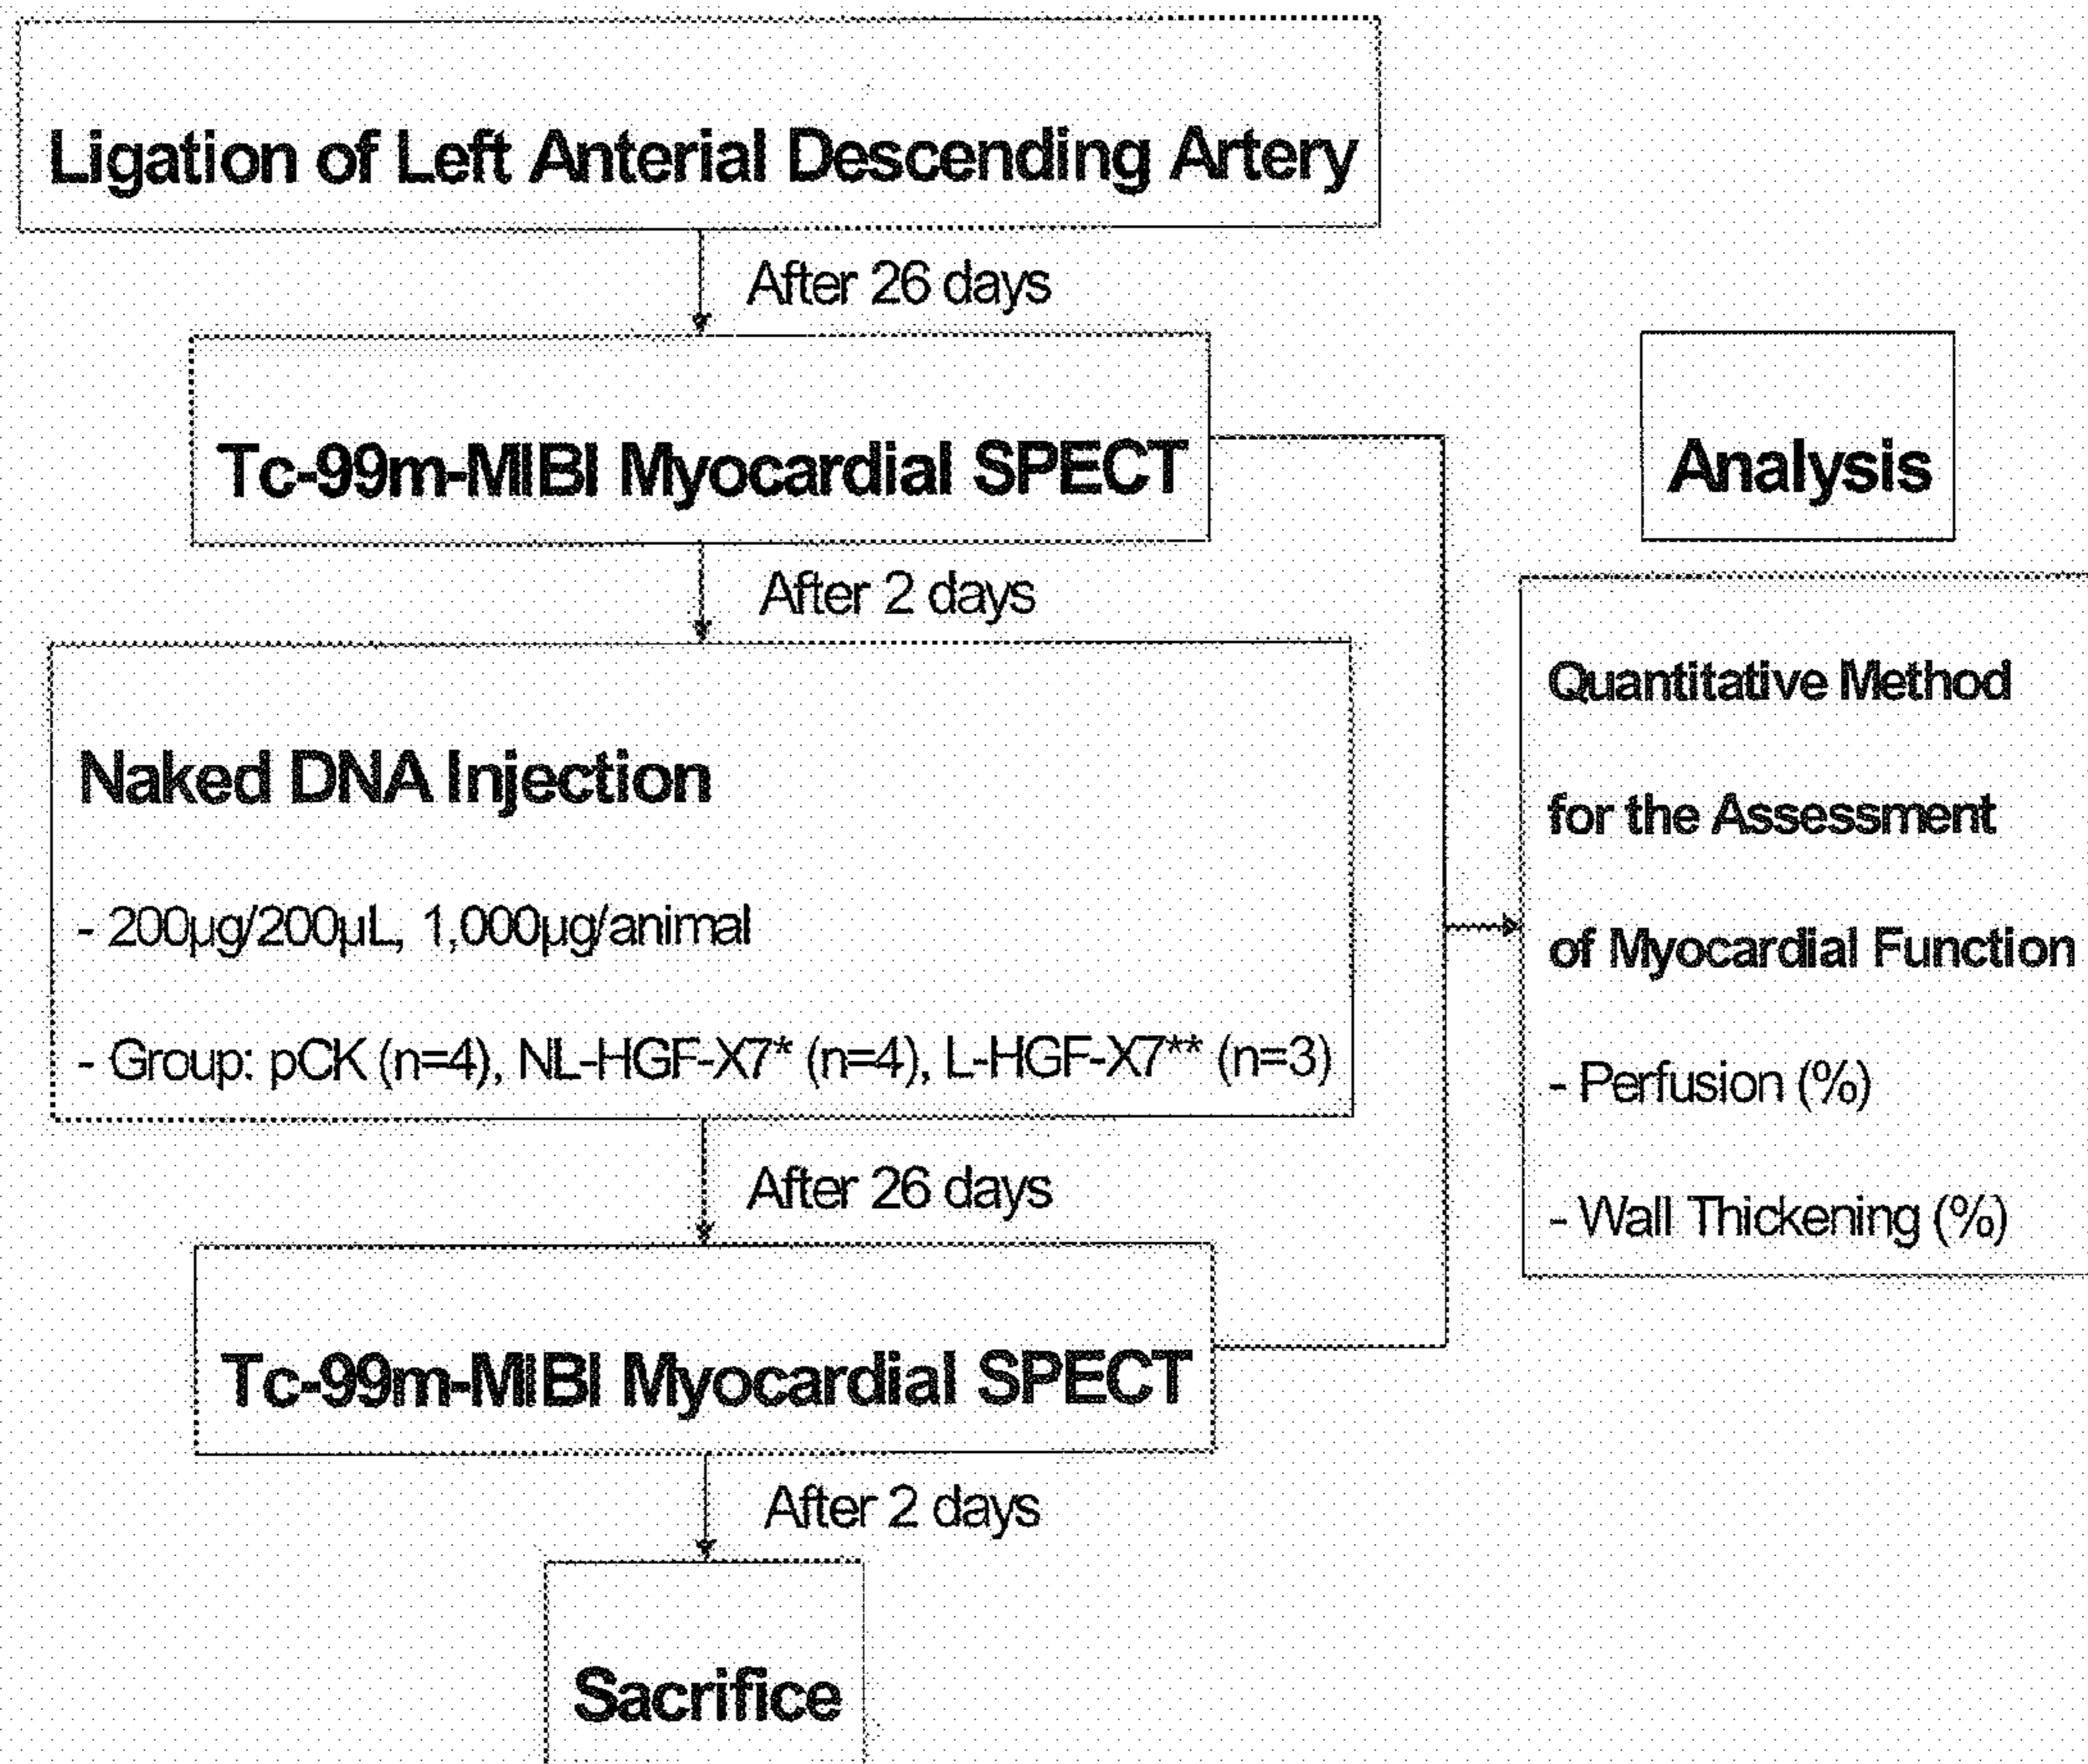 Ligation of Left Anterial Descending Artery
After 26 days
Tc-99m-MIBI Myocardial SPECT
After 2 days
Naked DNA Injection
- 200µg/200µL, 1,000µg/animal
- Group: pCK (n=4), NL-HGF-X7* (n=4), L-HGF-X7** (n=3)
After 26 days
Tc-99m-MIBI Myocardial SPECT
After 2 days
Sacrifice
Analysis
Quantitative Method
for the Assessment
of Myocardial Function
- Perfusion (%)
- Wall Thickening (%)